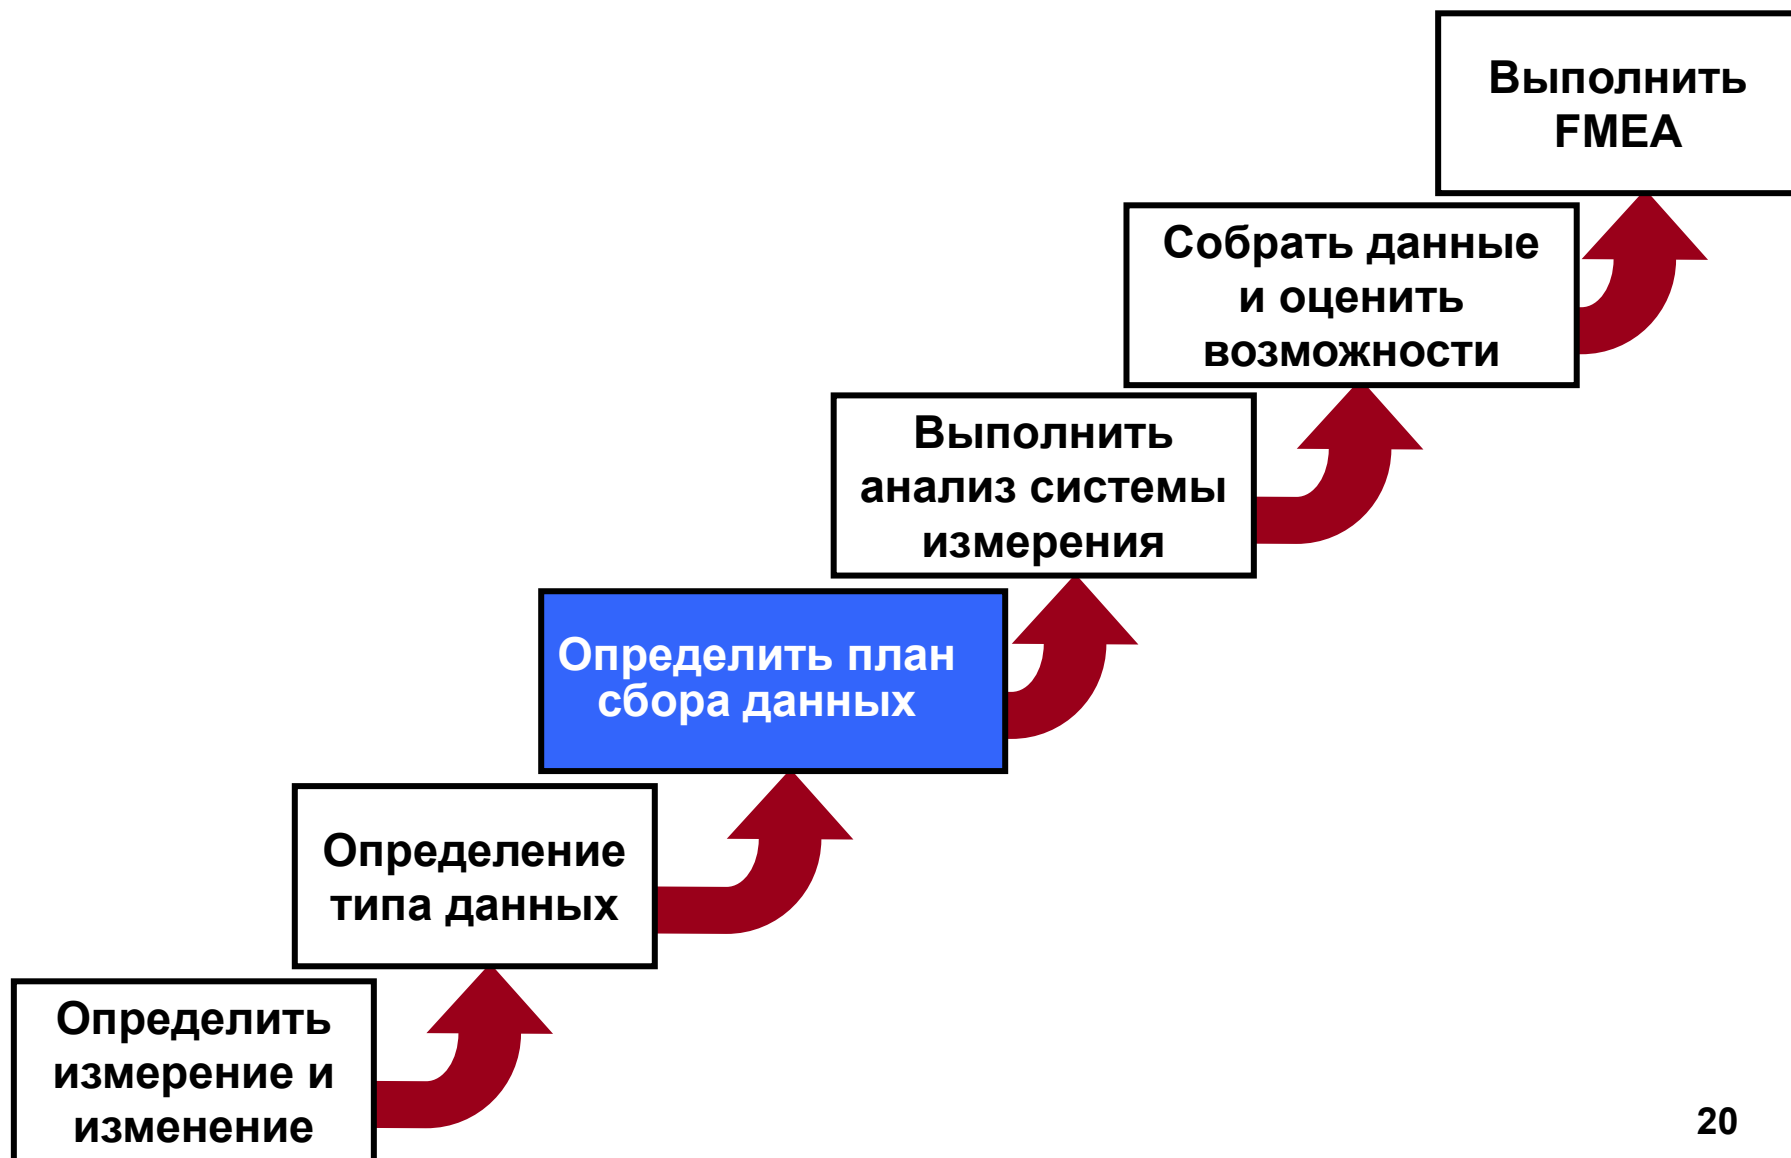 Выполнить
FMEA
Собрать данные
и оценить
возможности
Выполнить
анализ системы
измерения
Определить план
сбора данных
Определение
типа данных
Определить
измерение и
изменение
20